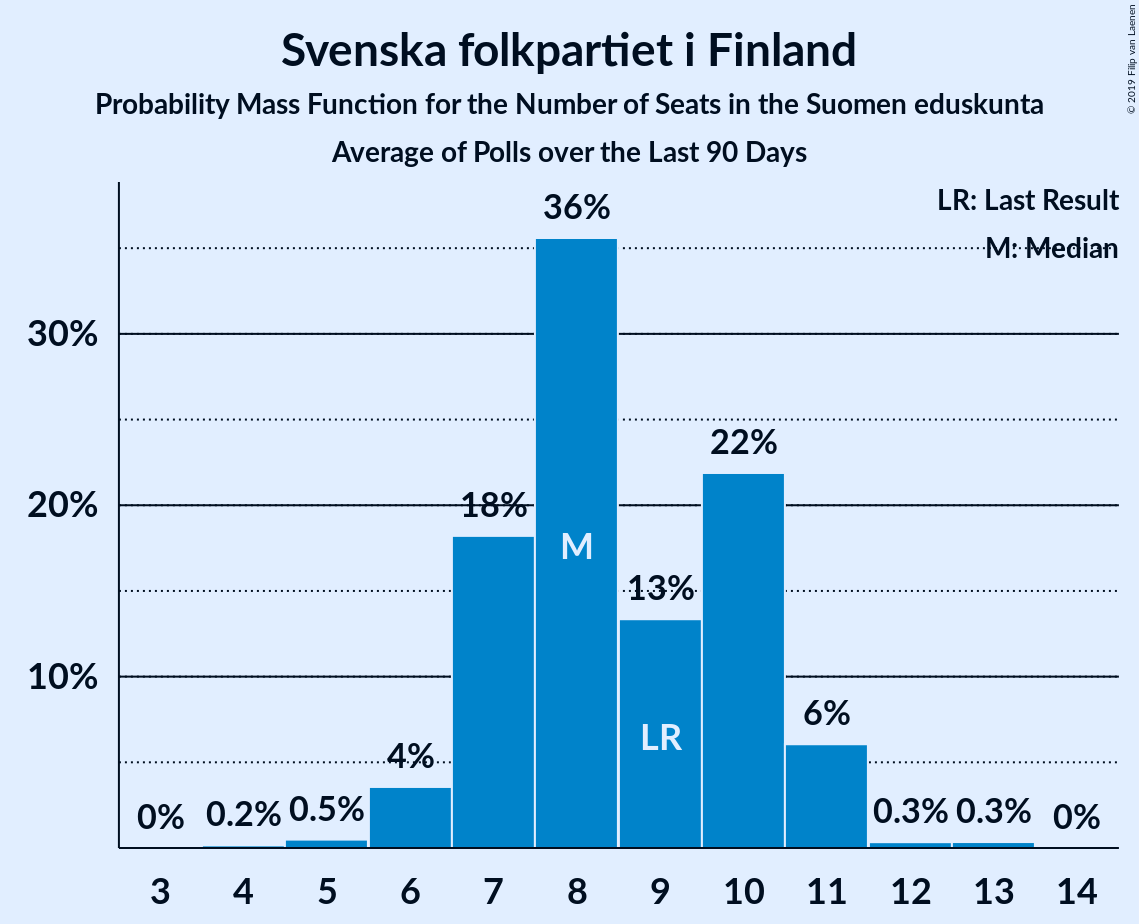 Svenska folkpartiet i Finland
Probability Mass Function for the Number of Seats in the Suomen eduskunta
Average of Polls over the Last 90 Days
© 2019 Filip van Laenen
LR: Last Result
M: Median
36%
30%
22%
20%
18%
M
13%
LR
10%
6%
4%
0%
0.2%
0.5%
0.3%
0.3%
0%
3 4 5 6 7 8 9 10 11 12 13 14